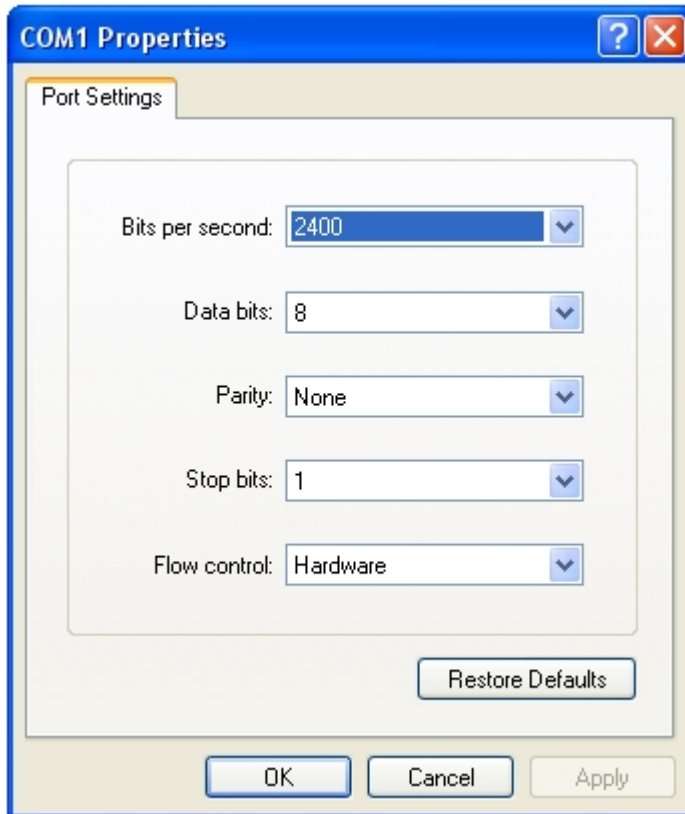 COM1 Properties
Port Settings
Bits per second: 2400
Data bits: 8
Parity: None
Stop bits: 1
Flow control: Hardware
Restore Defaults
OK Cancel Apply